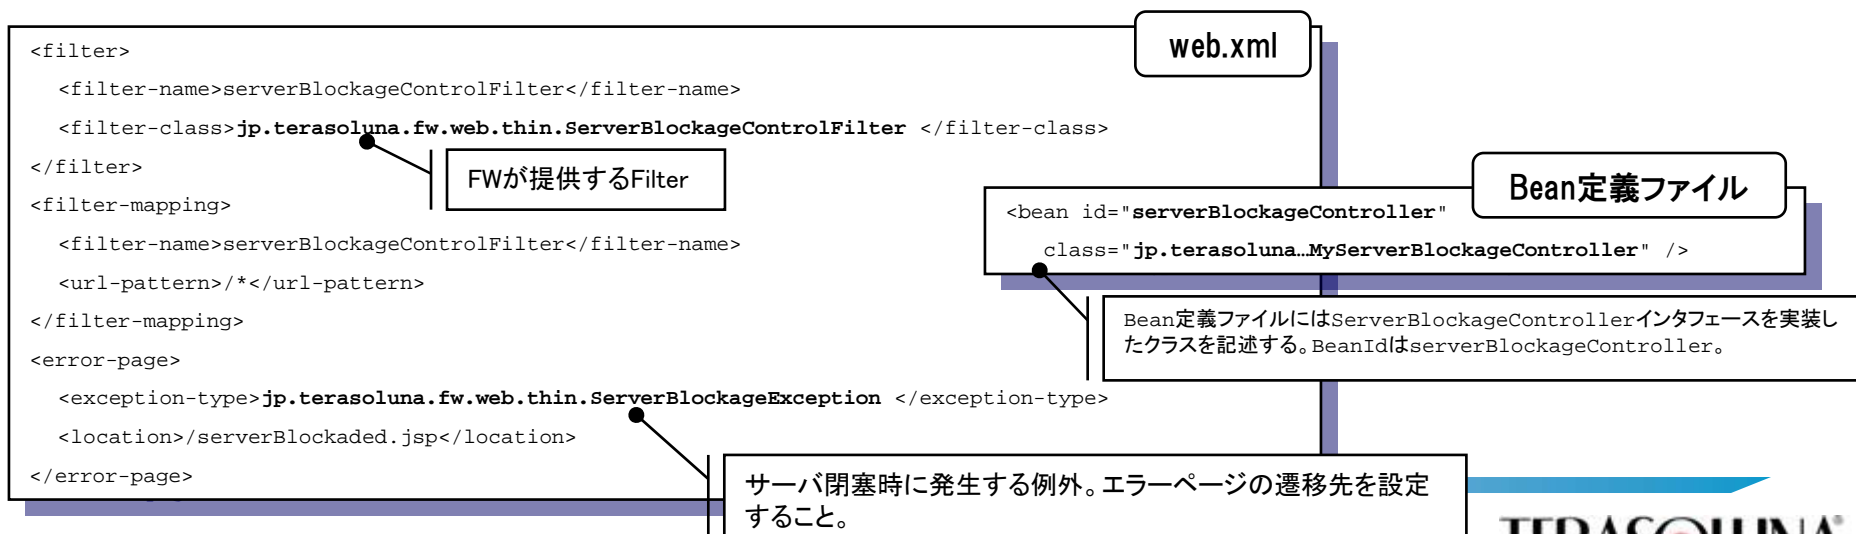 web.xml
<filter>
<filter-name>serverBlockageControlFilter</filter-name>
<filter-class>jp.terasoluna.fw.web.thin.ServerBlockageControlFilter </filter-class>
</filter>
FWが提供するFilter
<filter-mapping>
<filter-name>serverBlockageControlFilter</filter-name>
<url-pattern>/*</url-pattern>
</filter-mapping>
<error-page>
<exception-type>jp.terasoluna.fw.web.thin.ServerBlockageException </exception-type>
<location>/serverBlockaded.jsp</location>
</error-page>
サーバ閉塞時に発生する例外。エラーページの遷移先を設定
すること。
Bean定義ファイル
<bean id="serverBlockageController"
class="jp.terasoluna…MyServerBlockageController" />
Bean定義ファイルにはServerBlockageControllerインタフェースを実装し
たクラスを記述する。BeanIdはserverBlockageController。
TERASOLUNA®